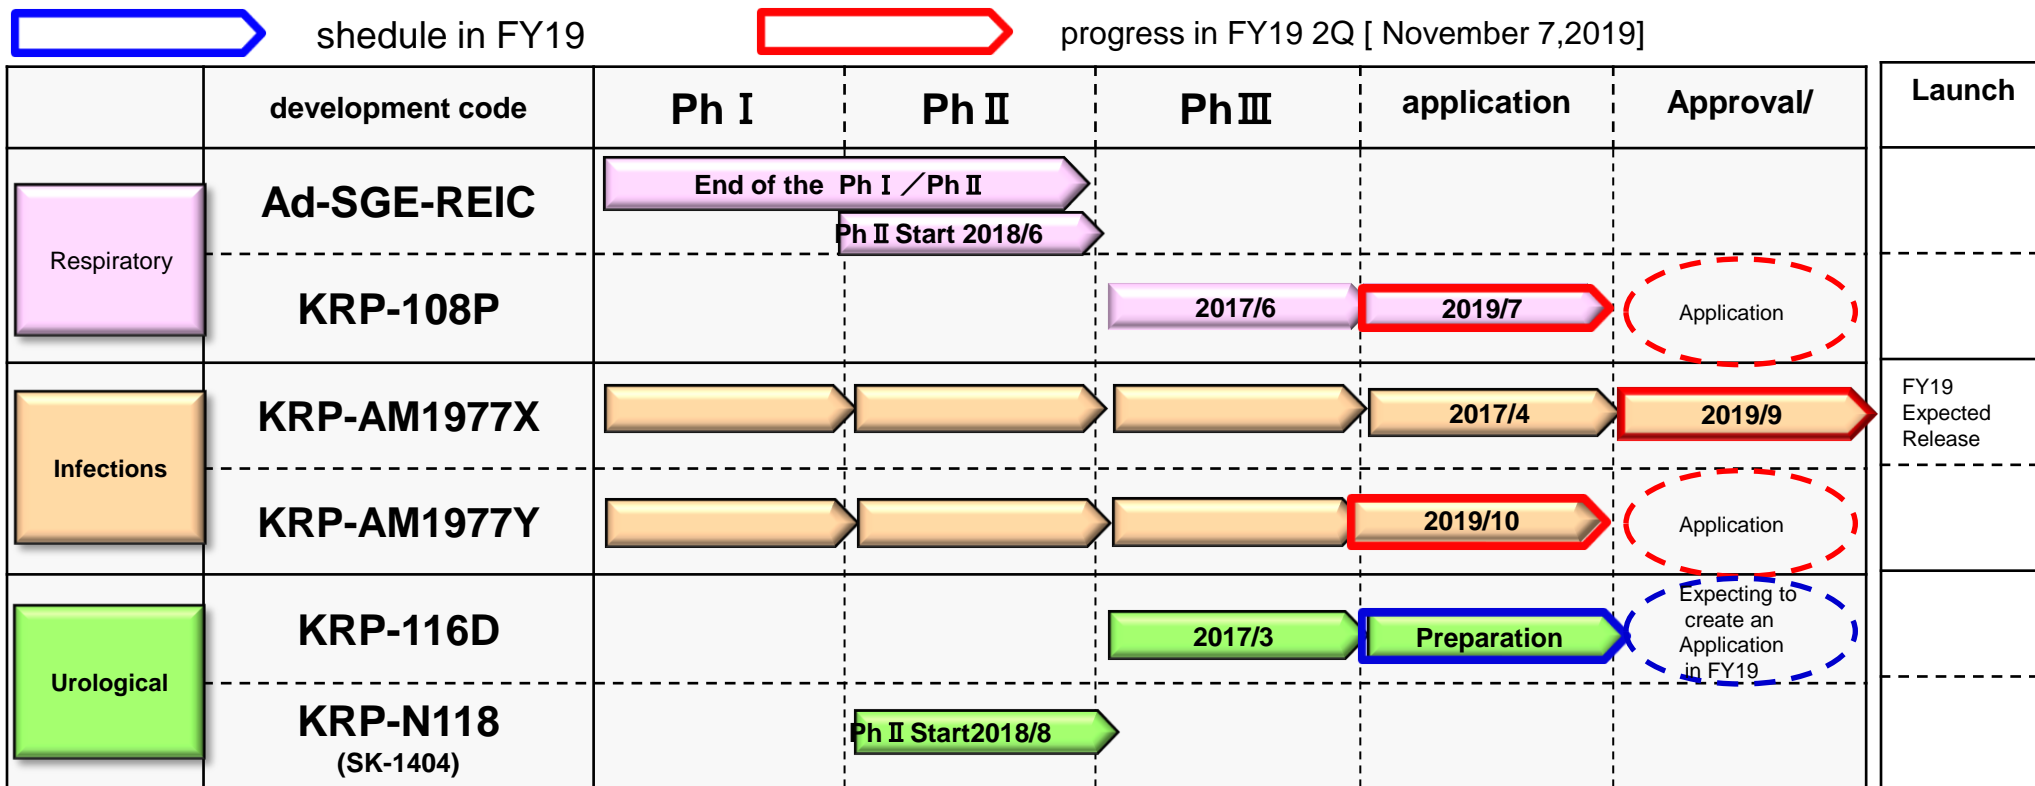 shedule in FY19
progress in FY19 2Q [ November 7,2019]
development code
Ph Ⅰ
Ph Ⅱ
PhⅢ
application
Approval/
Launch
Respiratory
Ad-SGE-REIC
End of the Ph Ⅰ ／Ph Ⅱ
Ph Ⅱ Start 2018/6
KRP-108P
2017/6
2019/7
Application
Infections
KRP-AM1977X
2017/4
2019/9
FY19
Expected
Release
KRP-AM1977Y
2019/10
Application
Urological
KRP-116D
2017/3
Preparation
Expecting to
create an
Application
in FY19
KRP-N118
(SK-1404)
Ph Ⅱ Start2018/8